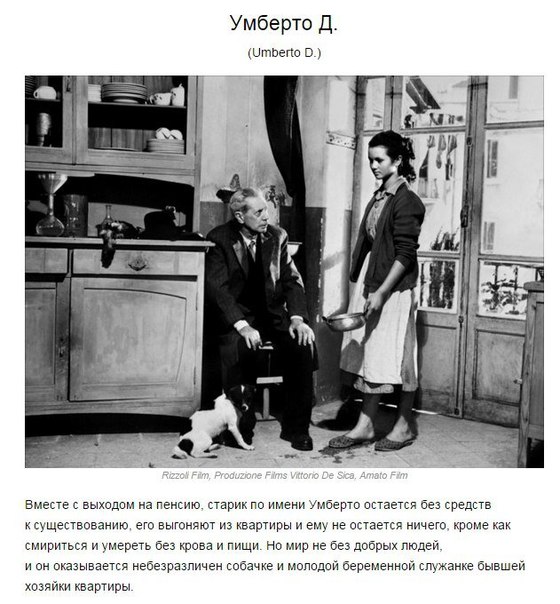 Умберто Д.
(Umberto D.)
Rizzoli Film, Produzione Films Vittorio De Sica, Amato Film
Вместе с выходом на пенсию, старик по имени Умберто остается без средств
к существованию, его выгоняют из квартиры и ему не остается ничего, кроме как
смириться и умереть без крова и пищи. Но мир не без добрых людей,
и он оказывается небезразличен собачке и молодой беременной служанке бывшей
хозяйки квартиры.